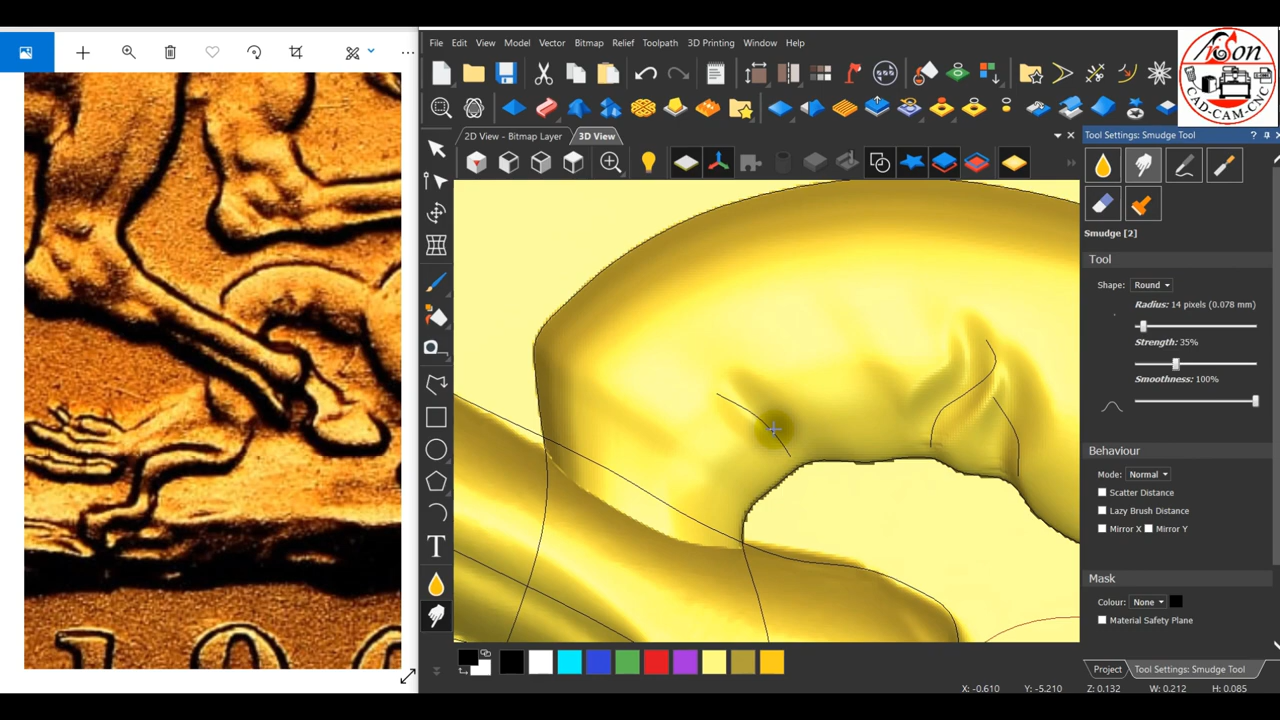 File Edit View Model Vector Bitmap Relief Toolpath 3D Printing Window Help
CAD-CAM-CNC
2D View - Bitmap Layer 3D View
Tool Settings: Smudge Tool
Smudge [2]
Tool
Shape: Round
Radius: 14 pixels (0.078 mm)
Strength: 35%
Smoothness: 100%
Behaviour
Mode: Normal
Scatter Distance
Lazy Brush Distance
Mirror X Mirror Y
Mask
Colour: None
Material Safety Plane
T
Project Tool Settings: Smudge Tool
X: -0.610 Y: -5.210 Z: 0.132 W: 0.212 H: 0.085